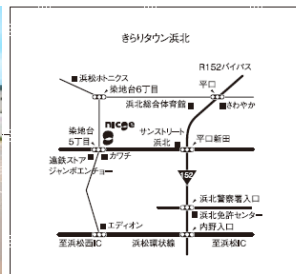 きらりタウン浜北
R152バイパス
浜松ホトニクス
染地台6丁目
平口
浜北総合体育館
さわやか
nicoe
染地台
5丁目
サンストリート
浜北
平口新田
遠鉄ストア
カワチ
ジャンボエンチョー
152
浜北警察署入口
浜北免許センター
エディオン
内野入口
至浜松西IC
浜松環状線
至浜松IC